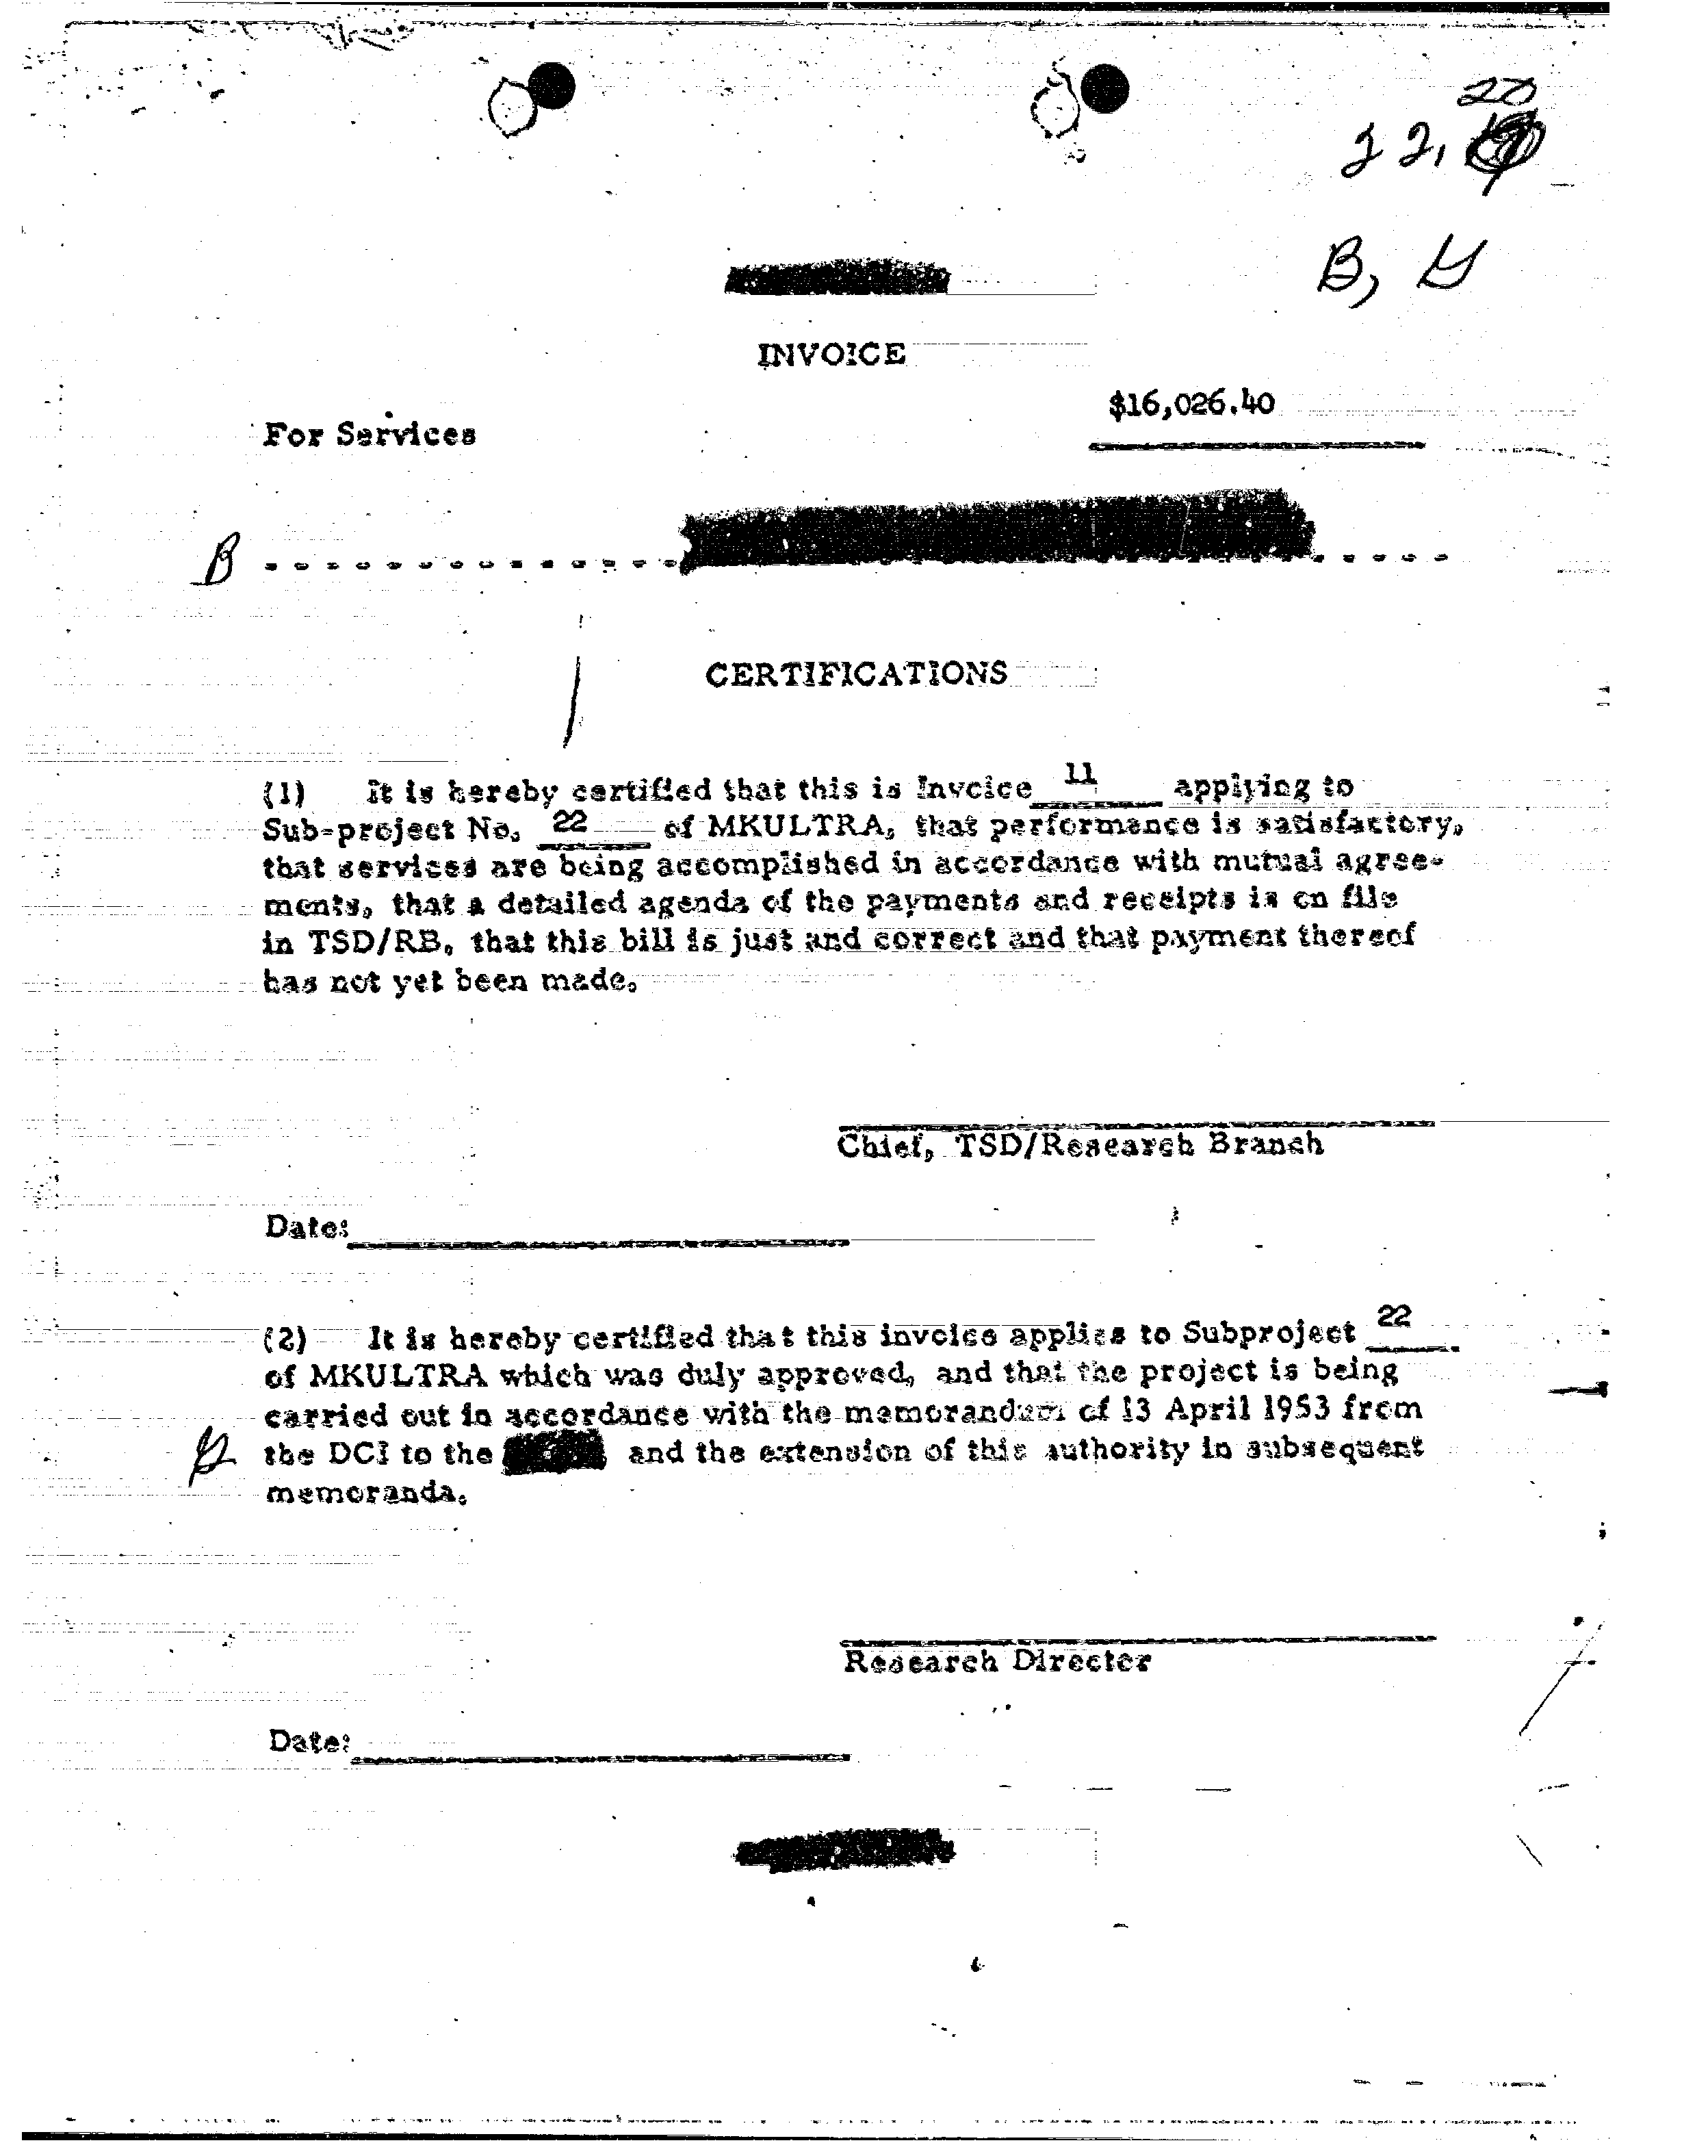 20
22,
B, G
INVOICE
$16,026.40
For Services
B
CERTIFICATIONS
(1) It is hereby certified that this is Invoice 11 applying to
Sub-project No. 22 of MKULTRA, that performance is satisfactory,
that services are being accomplished in accordance with mutual agree-
ments, that a detailed agenda of the payments and receipts is on file
in TSD/RB, that this bill is just and correct and that payment thereof
has not yet been made.
Chief, TSD/Research Branch
Date:
(2) It is hereby certified that this invoice applies to Subproject 22
of MKULTRA which was duly approved, and that the project is being
carried out in accordance with the memorandum of 13 April 1953 from
the DCI to the and the extension of this authority in subsequent
memoranda.
Research Director
Date: